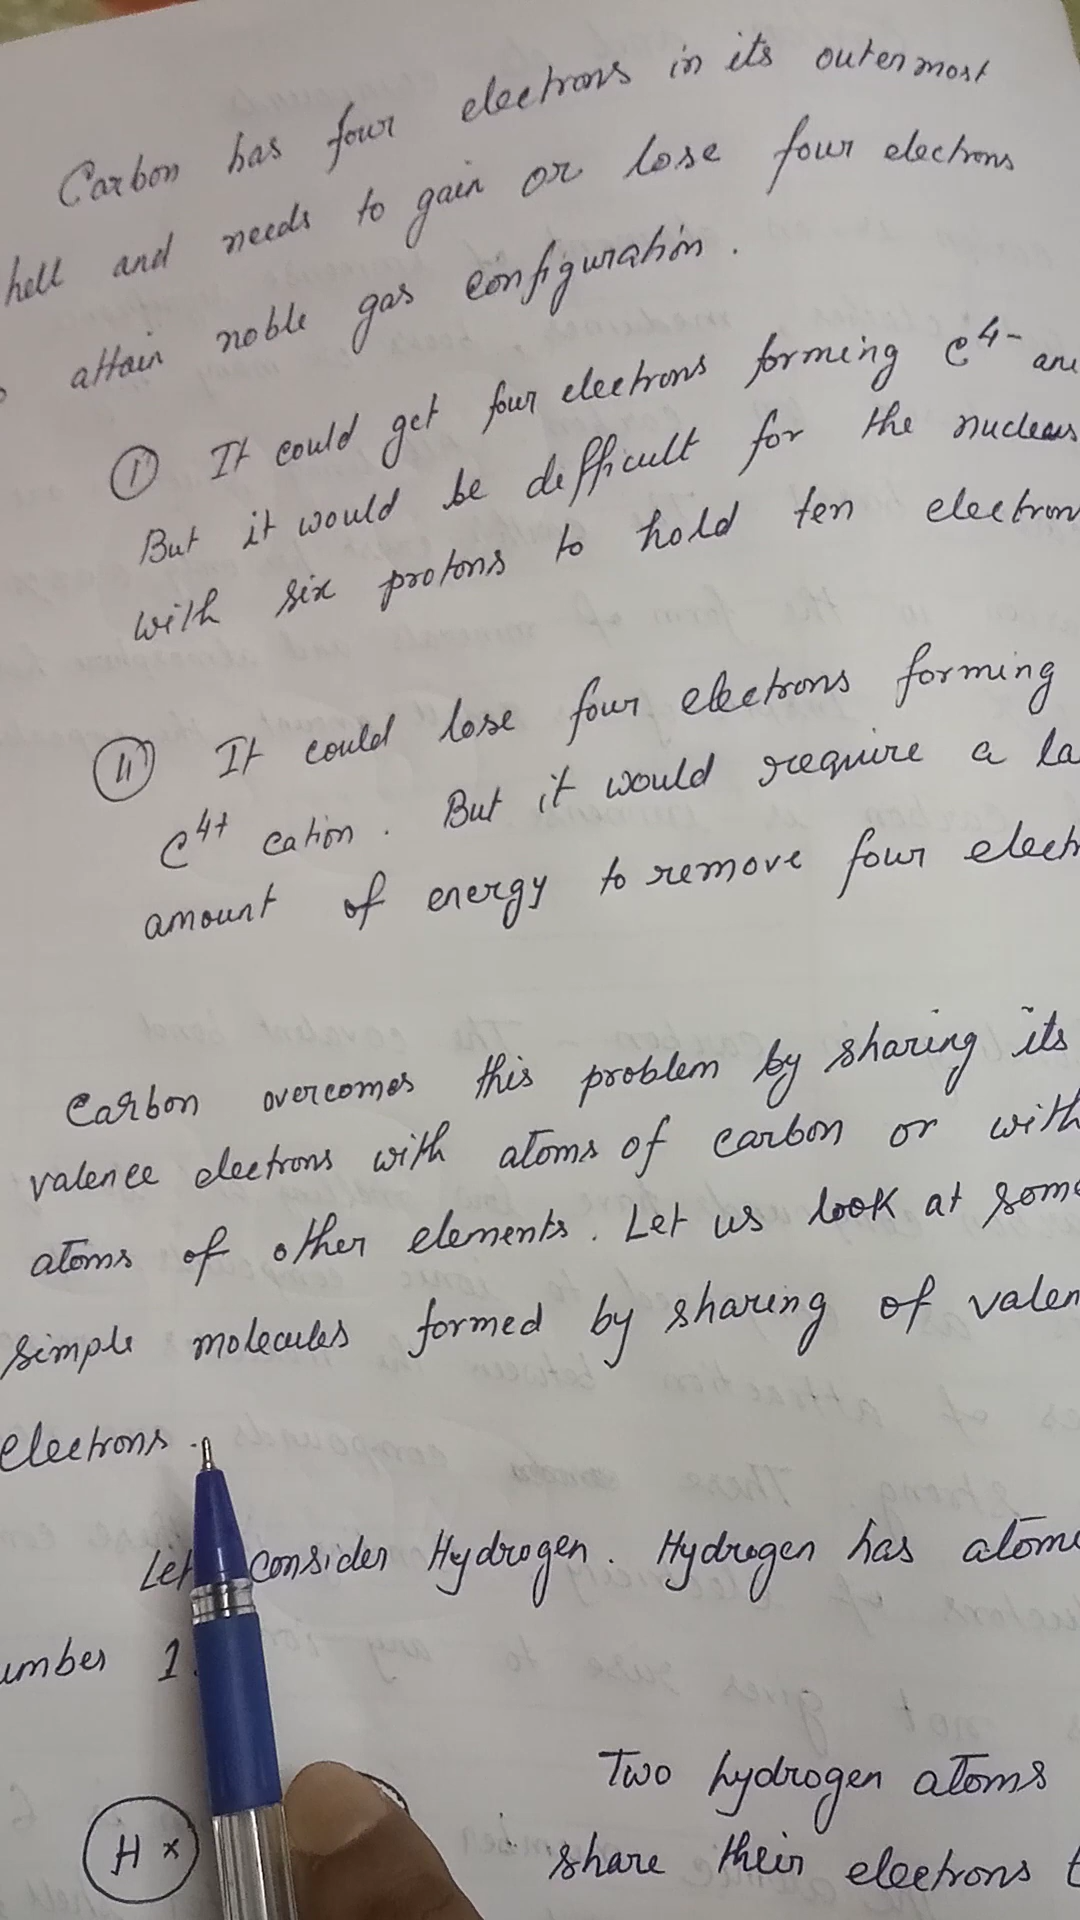 Carbon has four electrons in its outermost
hell and needs to gain or lose four electrons
attain noble gas configuration.
I It could get four electrons forming C4- ani
But it would be difficult for the nucleus
with six protons to hold ten electron
II It could lose four electrons forming
C4+ cation. But it would require a la
amount of energy to remove four electr
Carbon overcomes this problem by sharing its
valence electrons with atoms of carbon or with
atoms of other elements. Let us look at some
simple molecules formed by sharing of valen
electrons.
Let consider Hydrogen. Hydrogen has atom
umber 1.
Two hydrogen atoms
H x
share their electrons t